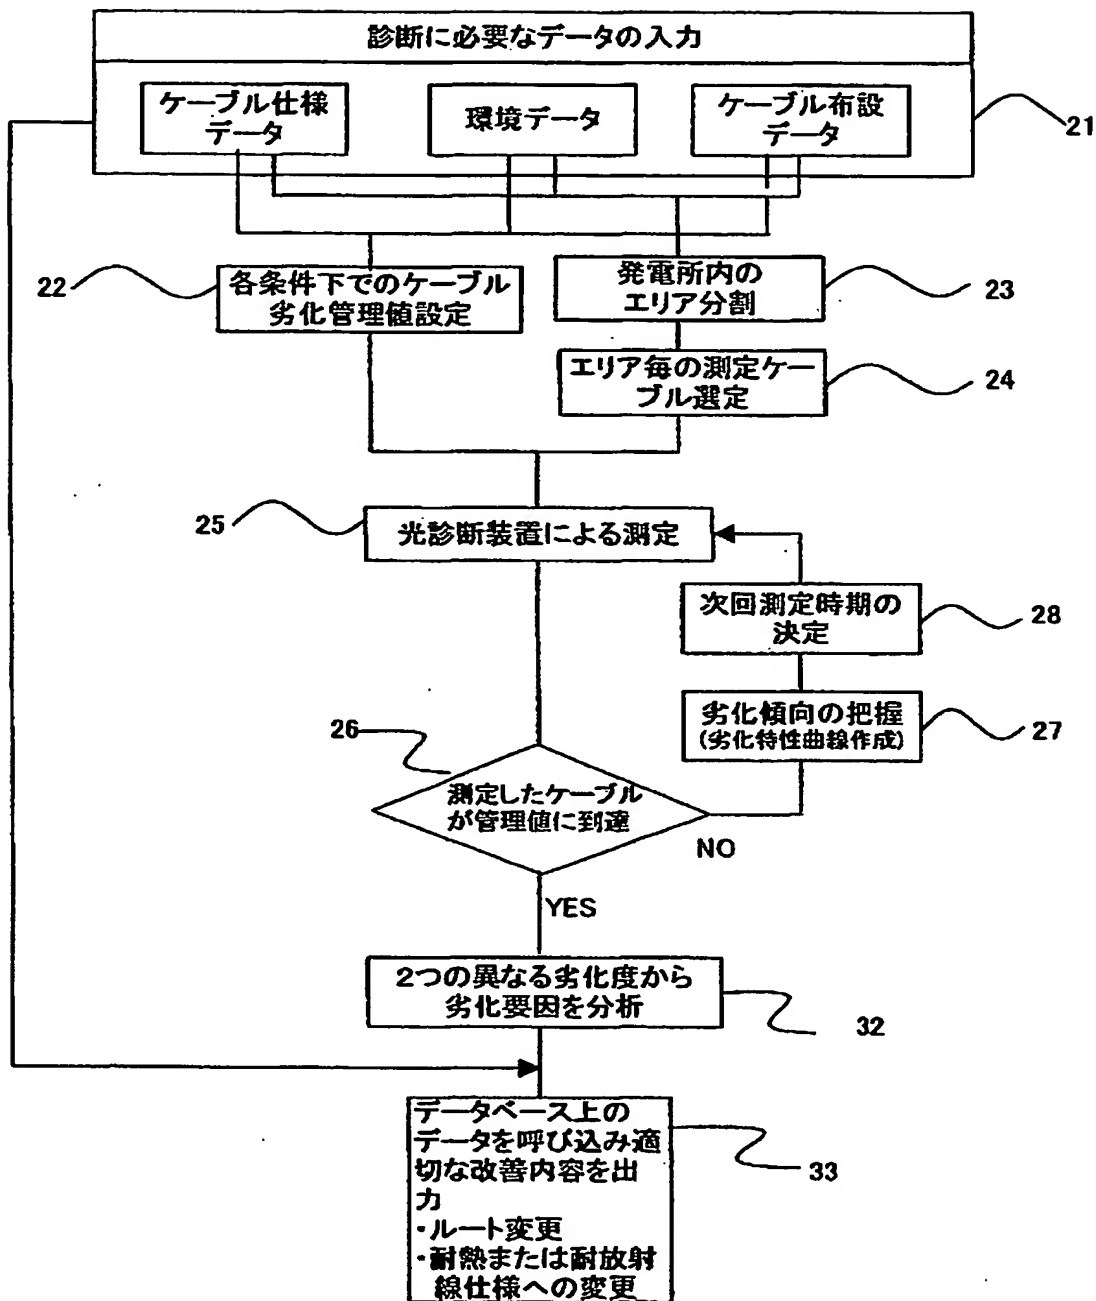 診断に必要なデータの入力
ケーブル仕様
データ
環境データ
ケーブル布設
データ
21
22
各条件下でのケーブル
劣化管理値設定
発電所内の
エリア分割
23
エリア毎の測定ケー
ブル選定
24
25
光診断装置による測定
次回測定時期の
決定
28
劣化傾向の把握
(劣化特性曲線作成)
27
26
測定したケーブル
が管理値に到達
NO
YES
2つの異なる劣化度から
劣化要因を分析
32
データベース上の
データを呼び込み適
切な改善内容を出
力
・ルート変更
・耐熱または耐放射
線仕様への変更
33